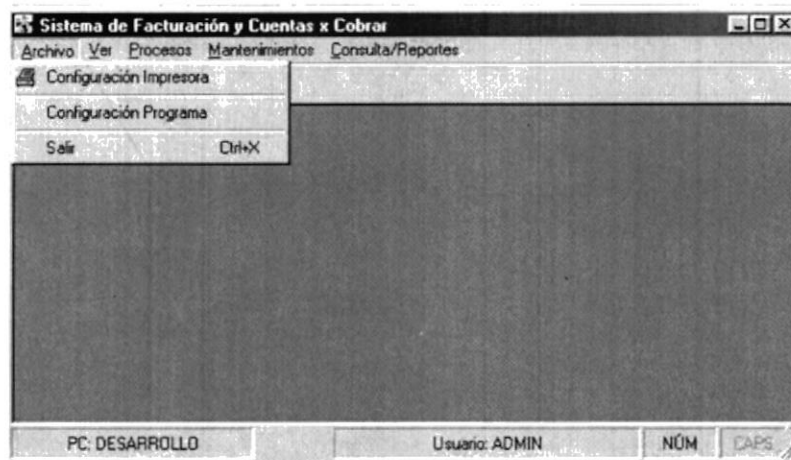 Sistema de Facturación y Cuentas x Cobrar
Archivo Ver Procesos Mantenimientos Consulta/Reportes
Configuración Impresora
Configuración Programa
Salir Ctrl+X
PC: DESARROLLO Usuario: ADMIN NÚM CAPS